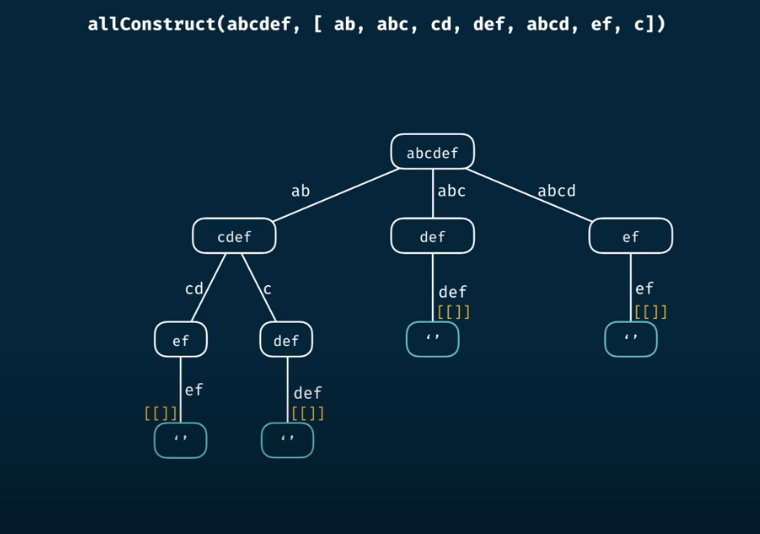 allConstruct(abcdef, [ ab, abc, cd, def, abcd, ef, c])
abcdef
ab
abc
abcd
cdef
def
ef
cd
c
def
[[]]
ef
[[]]
ef
def
‘’
‘’
ef
def
[[]]
[[]]
‘’
‘’